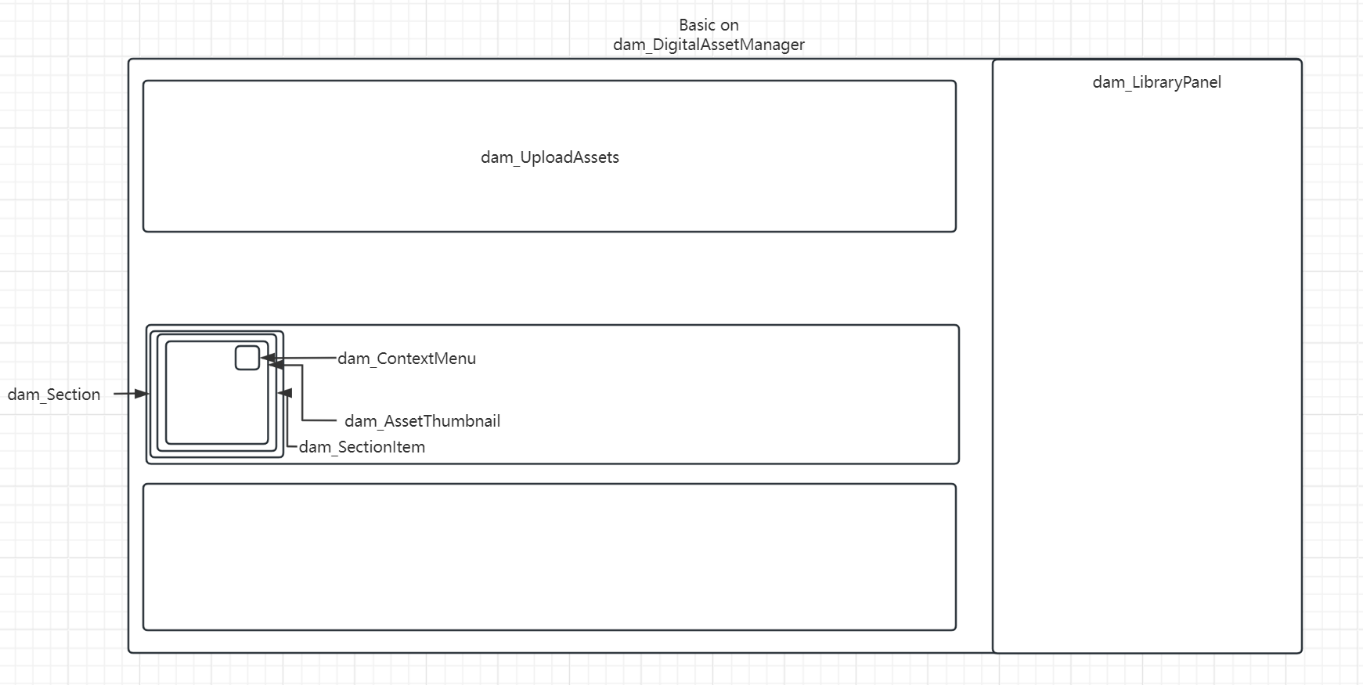 Basic on
dam_DigitalAssetManager
dam_LibraryPanel
dam_UploadAssets
dam_ContextMenu
dam_Section
dam_AssetThumbnail
dam_SectionItem